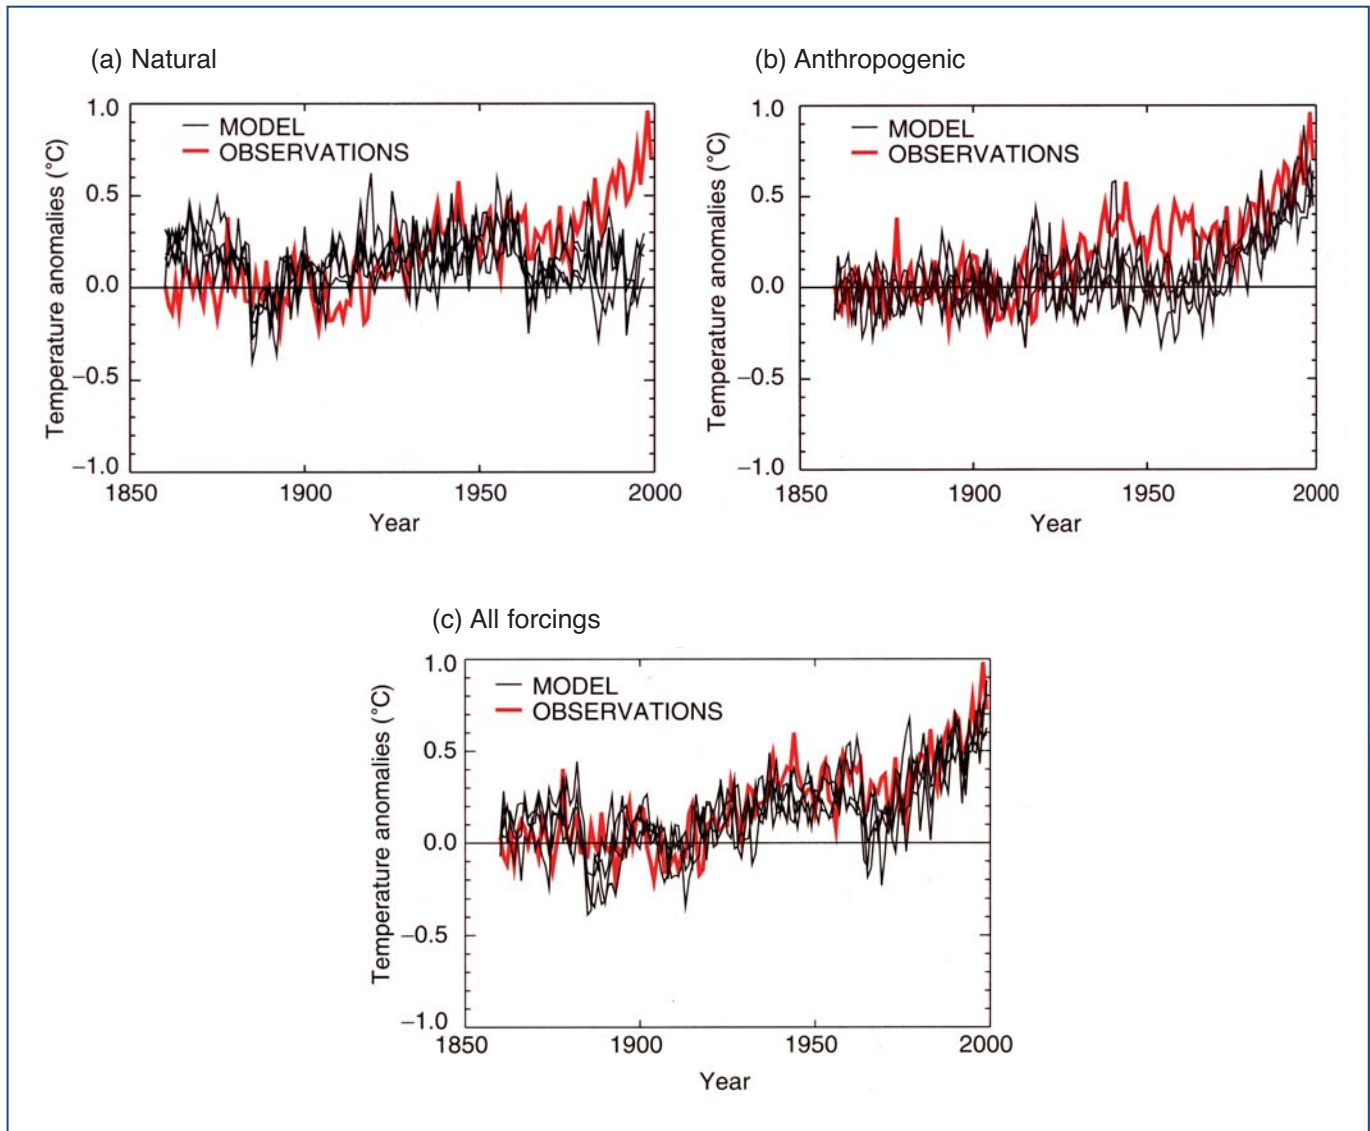 (a) Natural
1.0
0.5
0.0
−0.5
−1.0
Temperature anomalies (°C)
MODEL
OBSERVATIONS
1850 1900 1950 2000
Year
(b) Anthropogenic
1.0
0.5
0.0
−0.5
−1.0
Temperature anomalies (°C)
MODEL
OBSERVATIONS
1850 1900 1950 2000
Year
(c) All forcings
1.0
0.5
0.0
−0.5
−1.0
Temperature anomalies (°C)
MODEL
OBSERVATIONS
1850 1900 1950 2000
Year